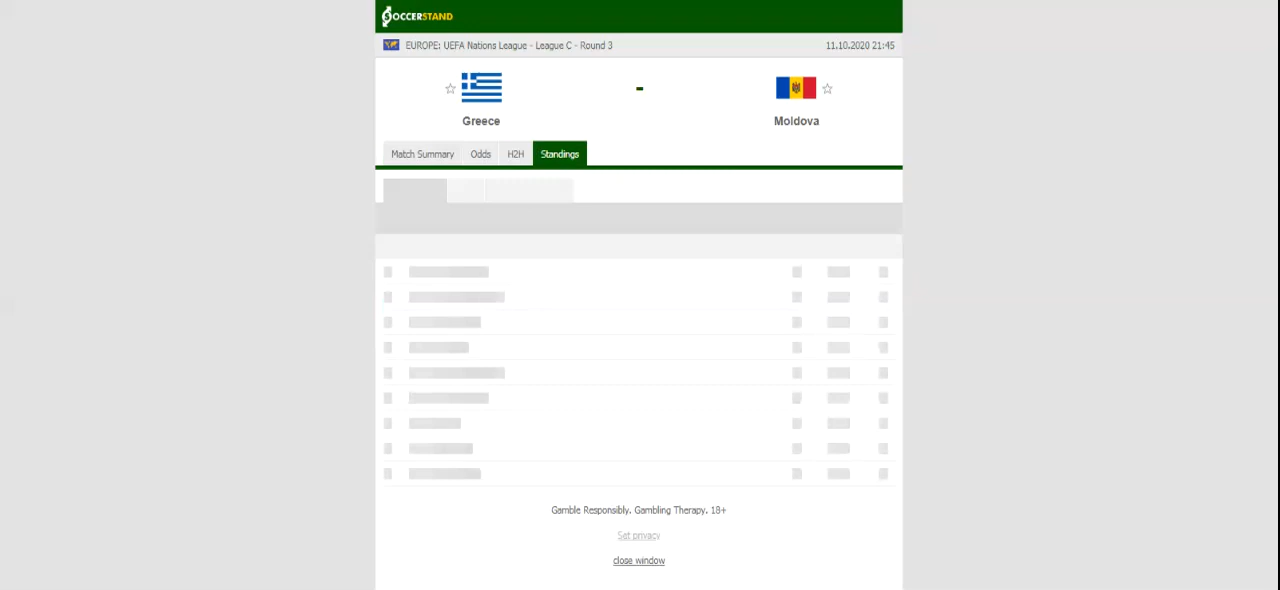 SOCCERSTAND
EUROPE: UEFA Nations League - League C - Round 3
11.10.2020 21:45
-
Greece
Moldova
Match Summary
Odds
H2H
Standings
Gamble Responsibly. Gambling Therapy. 18+
Set privacy
close window